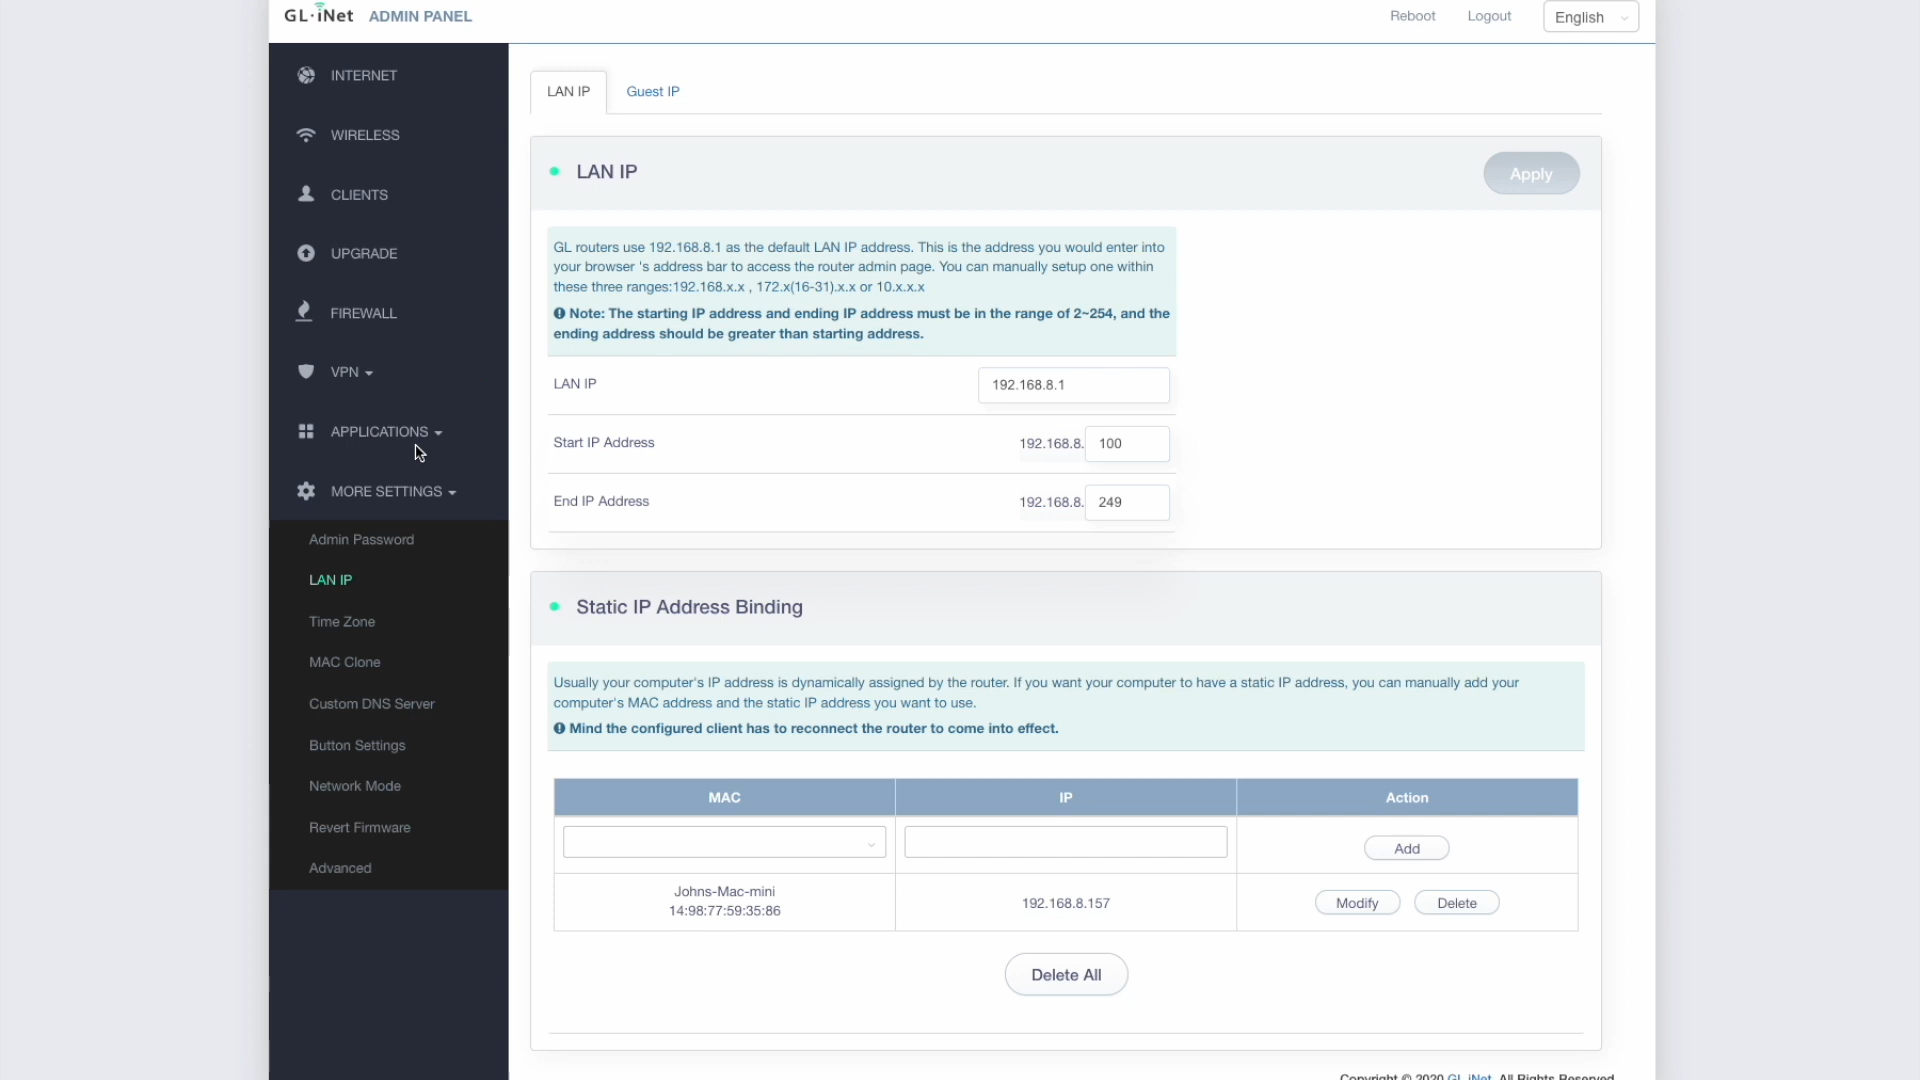 GL·iNet ADMIN PANEL
Reboot
Logout
English
INTERNET
WIRELESS
CLIENTS
UPGRADE
FIREWALL
VPN
APPLICATIONS
MORE SETTINGS
Admin Password
LAN IP
Time Zone
MAC Clone
Custom DNS Server
Button Settings
Network Mode
Revert Firmware
Advanced
LAN IP
Guest IP
LAN IP
Apply
GL routers use 192.168.8.1 as the default LAN IP address. This is the address you would enter into
your browser 's address bar to access the router admin page. You can manually setup one within
these three ranges:192.168.x.x , 172.x(16-31).x.x or 10.x.x.x
Note: The starting IP address and ending IP address must be in the range of 2~254, and the
ending address should be greater than starting address.
LAN IP
192.168.8.1
Start IP Address
192.168.8. 100
End IP Address
192.168.8. 249
Static IP Address Binding
Usually your computer's IP address is dynamically assigned by the router. If you want your computer to have a static IP address, you can manually add your
computer's MAC address and the static IP address you want to use.
Mind the configured client has to reconnect the router to come into effect.
MAC
IP
Action
Add
Johns-Mac-mini
14:98:77:59:35:86
192.168.8.157
Modify
Delete
Delete All
Copyright © 2020 GL.iNet. All Rights Reserved